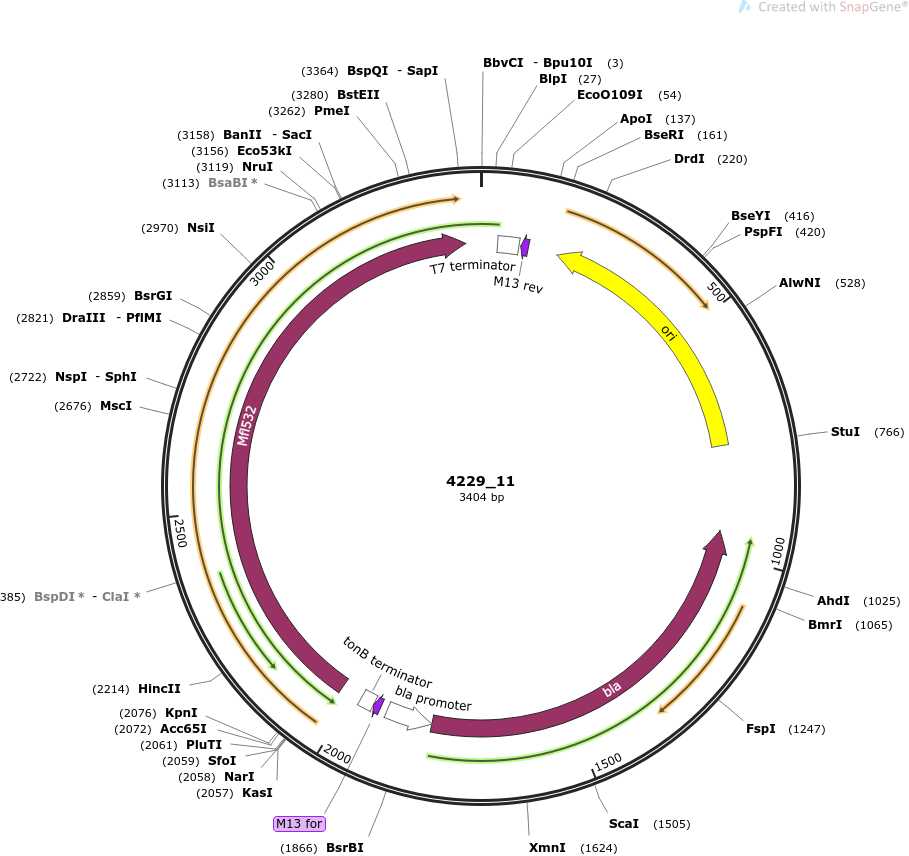 Created with SnapGene®
(3364) BspQI - SapI
BbvCI - Bpu10I (3)
BlpI (27)
(3280) BstEII
EcoO109I (54)
(3262) PmeI
ApoI (137)
(3158) BanII - SacI
BseRI (161)
(3156) Eco53kI
DrdI (220)
(3119) NruI
(3113) BsaBI *
BseYI (416)
(2970) NsiI
PspFI (420)
T7 terminator
M13 rev
3000
500
AlwNI (528)
(2859) BsrGI
(2821) DraIII - PflMI
ori
(2722) NspI - SphI
(2676) MscI
Mfl532
StuI (766)
4229_11
3404 bp
2500
1000
385) BspDI * - ClaI *
AhdI (1025)
BmrI (1065)
tonB terminator
bla promoter
bla
(2214) HincII
(2076) KpnI
(2072) Acc65I
FspI (1247)
(2061) PluTI
2000
(2059) SfoI
1500
(2058) NarI
(2057) KasI
M13 for
ScaI (1505)
(1866) BsrBI
XmnI (1624)